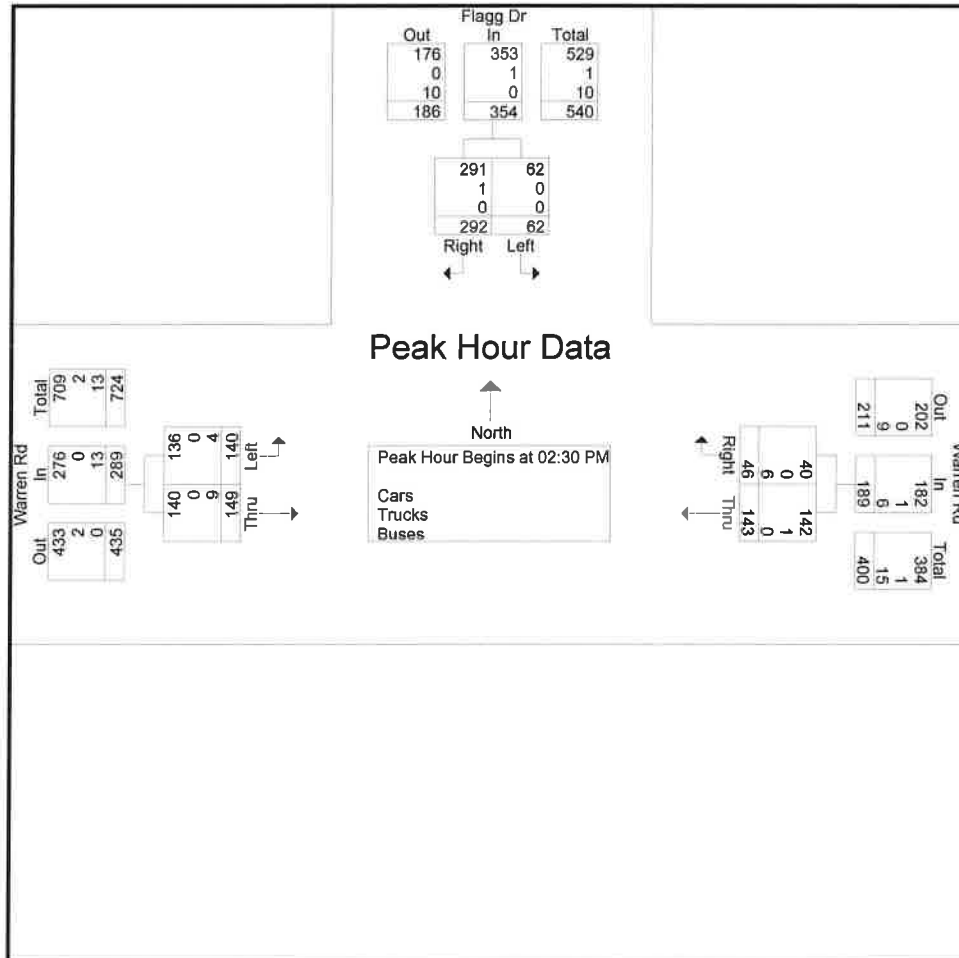 Flagg Dr
Out In Total
176 353 529
0 1 1
10 0 10
186 354 540
291 62
1 0
0 0
292 62
Right Left
Peak Hour Data
North
Peak Hour Begins at 02:30 PM
Cars
Trucks
Buses
Warren Rd
Out In Total
433 276 709
2 0 2
0 13 13
435 289 724
Left Thru
136 140
0 0
4 9
140 149
Warren Rd
Out In Total
202 182 384
0 1 1
9 6 15
211 189 400
Right Thru
40 142
0 1
6 0
46 143